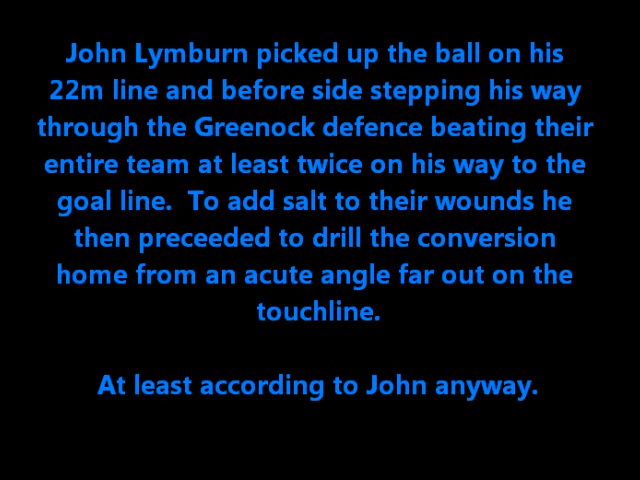 John Lymburn picked up the ball on his
22m line and before side stepping his way
through the Greenock defence beating their
entire team at least twice on his way to the
goal line.  To add salt to their wounds he
then preceeded to drill the conversion
home from an acute angle far out on the
touchline.
At least according to John anyway.